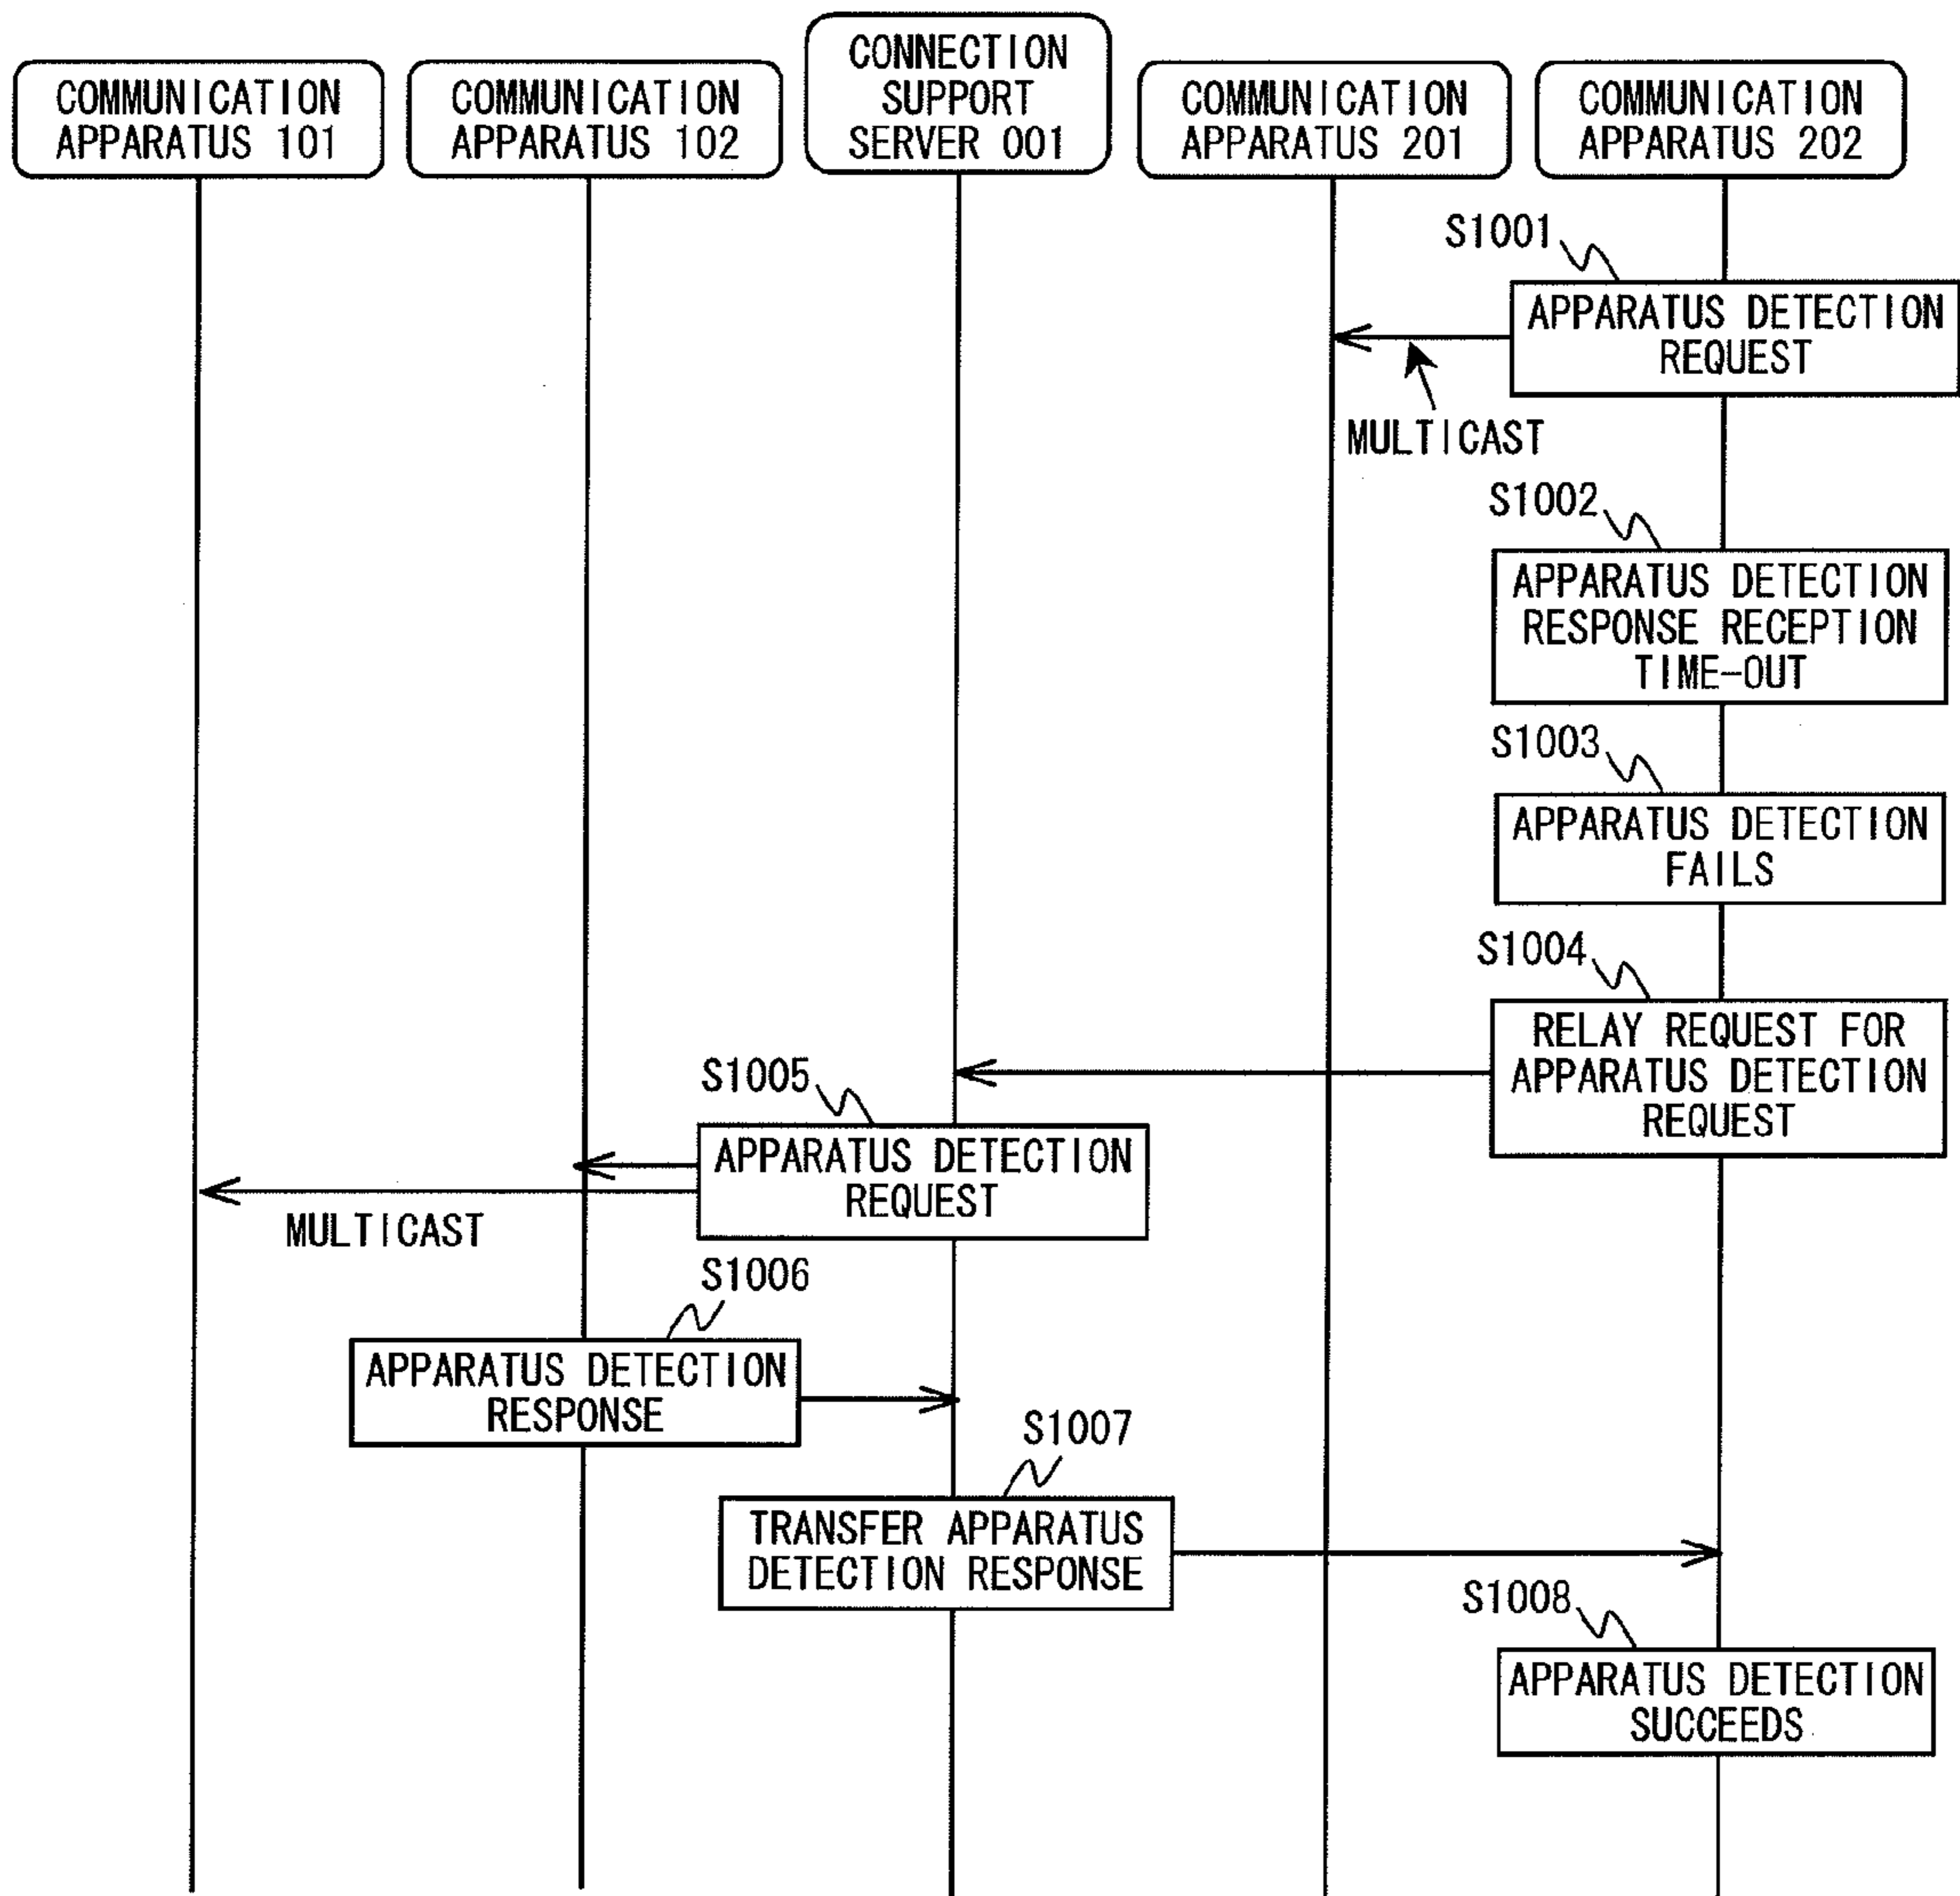 COMMUNICATION
APPARATUS 101
COMMUNICATION
APPARATUS 102
CONNECTION
SUPPORT
SERVER 001
COMMUNICATION
APPARATUS 201
COMMUNICATION
APPARATUS 202
S1001
APPARATUS DETECTION
REQUEST
MULTICAST
S1002
APPARATUS DETECTION
RESPONSE RECEPTION
TIME-OUT
S1003
APPARATUS DETECTION
FAILS
S1004
RELAY REQUEST FOR
APPARATUS DETECTION
REQUEST
S1005
APPARATUS DETECTION
REQUEST
MULTICAST
S1006
APPARATUS DETECTION
RESPONSE
S1007
TRANSFER APPARATUS
DETECTION RESPONSE
S1008
APPARATUS DETECTION
SUCCEEDS